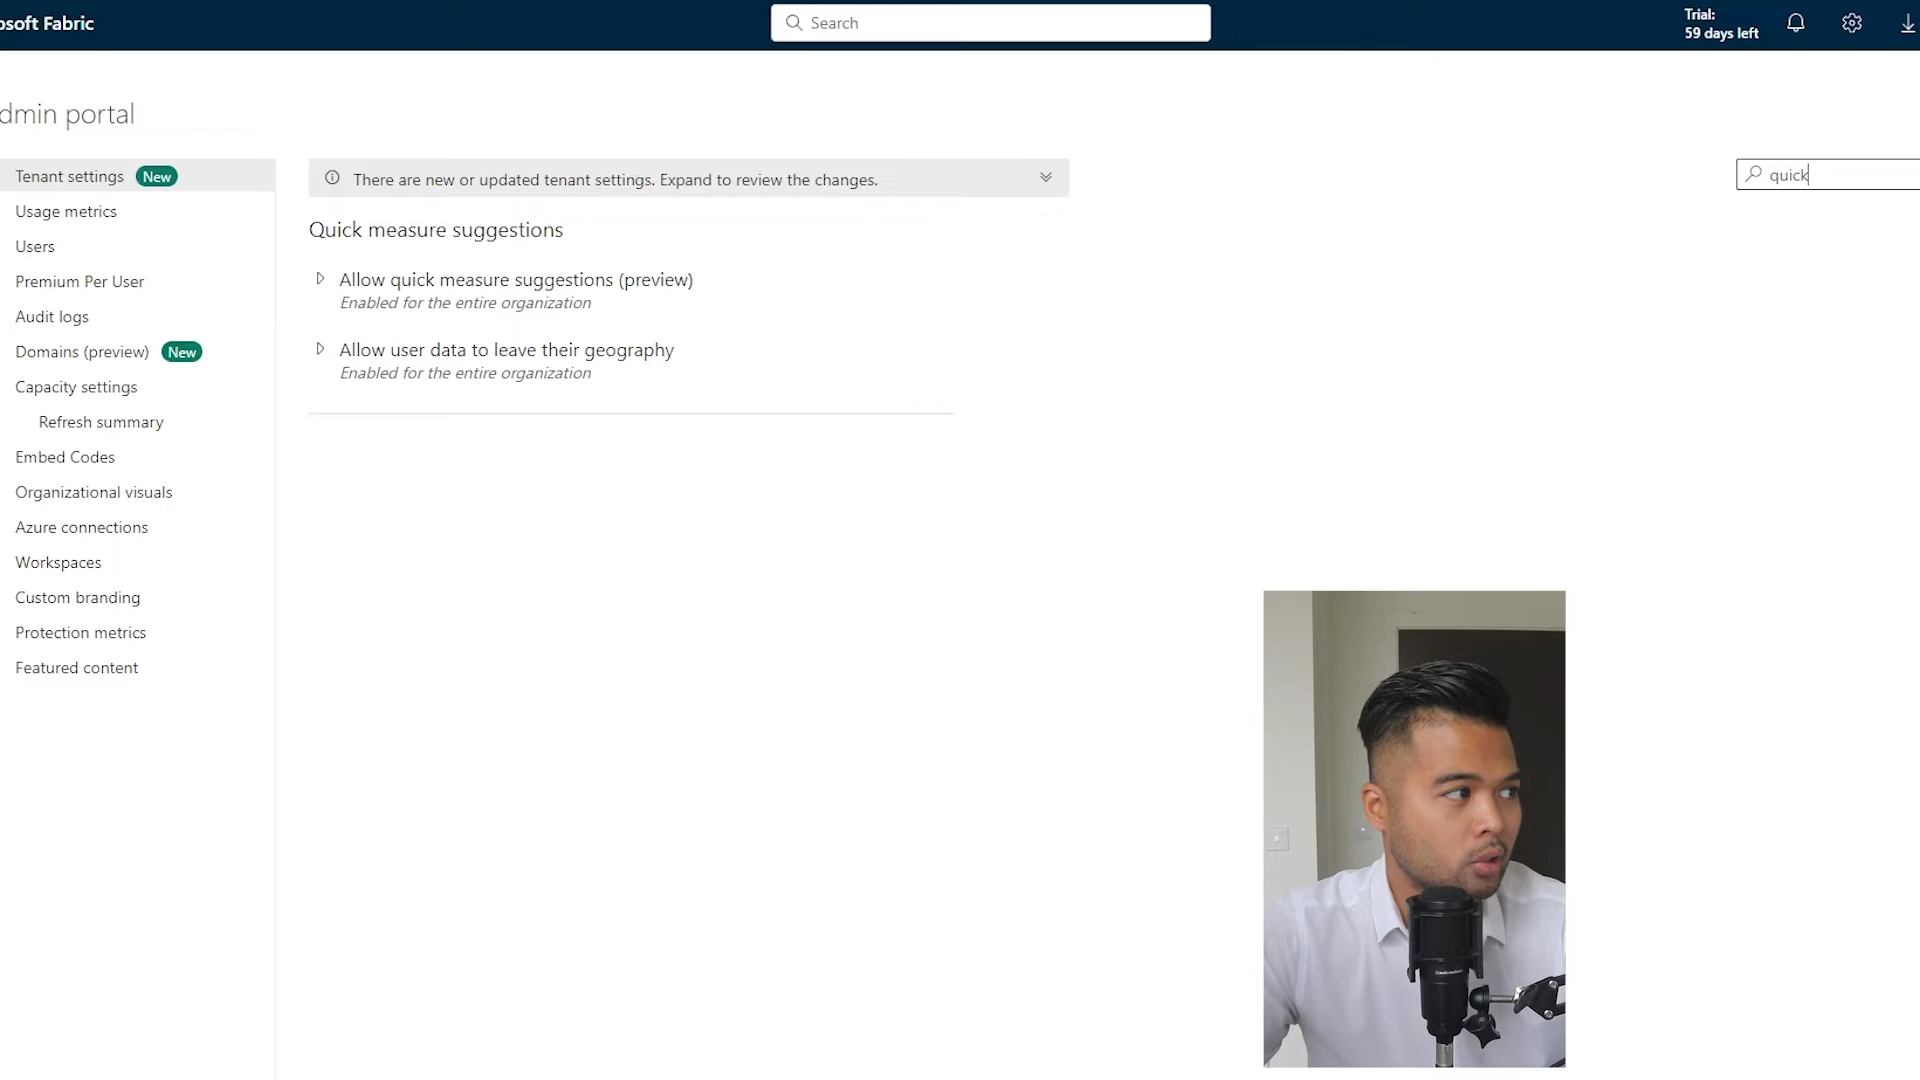 osoft Fabric
Search
Trial:
59 days left
dmin portal
Tenant settings New
Usage metrics
Users
Premium Per User
Audit logs
Domains (preview) New
Capacity settings
Refresh summary
Embed Codes
Organizational visuals
Azure connections
Workspaces
Custom branding
Protection metrics
Featured content
There are new or updated tenant settings. Expand to review the changes.
quick
Quick measure suggestions
Allow quick measure suggestions (preview)
Enabled for the entire organization
Allow user data to leave their geography
Enabled for the entire organization